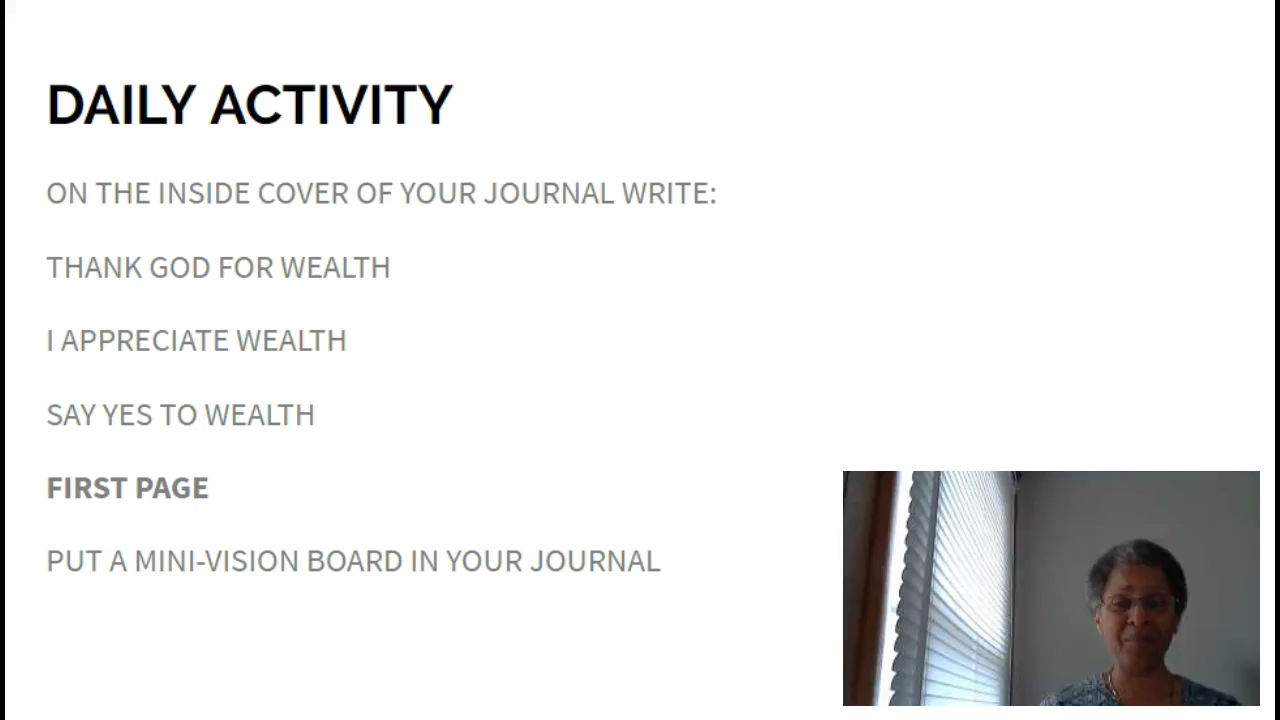 DAILY ACTIVITY
ON THE INSIDE COVER OF YOUR JOURNAL WRITE:
THANK GOD FOR WEALTH
I APPRECIATE WEALTH
SAY YES TO WEALTH
FIRST PAGE
PUT A MINI-VISION BOARD IN YOUR JOURNAL